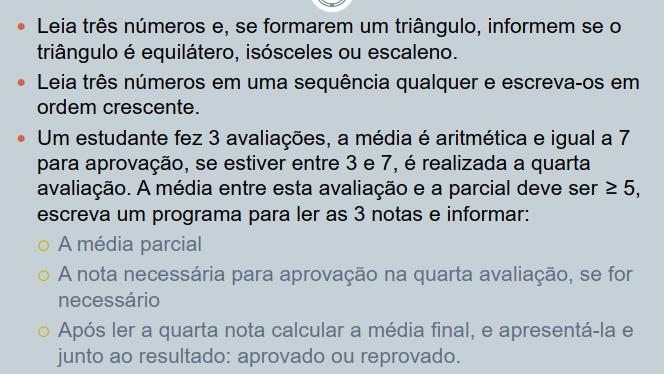 Leia três números e, se formarem um triângulo, informem se o
triângulo é equilátero, isósceles ou escaleno.
Leia três números em uma sequência qualquer e escreva-os em
ordem crescente.
Um estudante fez 3 avaliações, a média é aritmética e igual a 7
para aprovação, se estiver entre 3 e 7, é realizada a quarta
avaliação. A média entre esta avaliação e a parcial deve ser ≥ 5,
escreva um programa para ler as 3 notas e informar:
A média parcial
A nota necessária para aprovação na quarta avaliação, se for
necessário
Após ler a quarta nota calcular a média final, e apresentá-la e
junto ao resultado: aprovado ou reprovado.